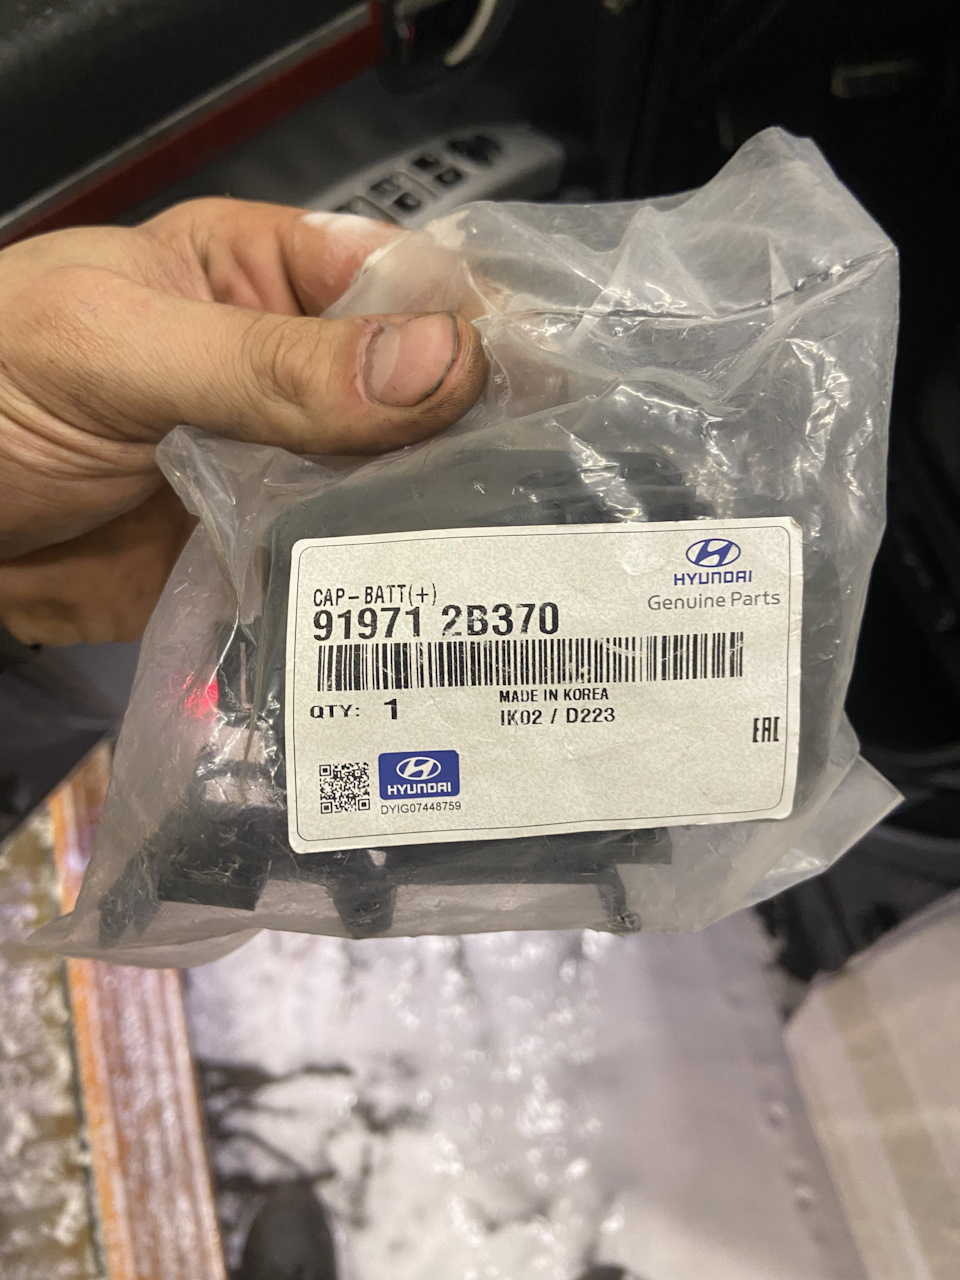 HYUNDAI
Genuine Parts
CAP-BATT(+)
91971 2B370
MADE IN KOREA
QTY: 1
IK02 / D223
EAC
HYUNDAI
DYIG07448759